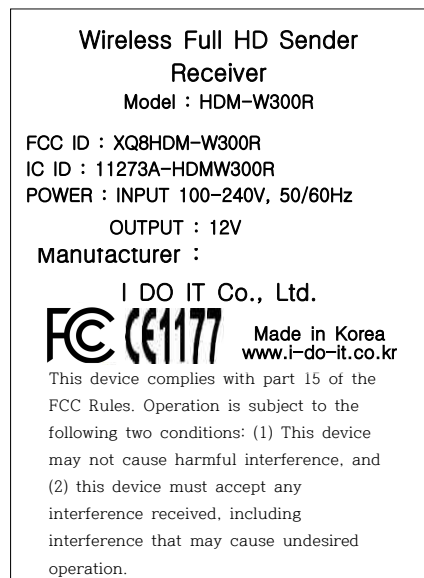 Wireless Full HD Sender
Receiver
Model : HDM-W300R
FCC ID : XQ8HDM-W300R
IC ID : 11273A-HDMW300R
POWER : INPUT 100-240V, 50/60Hz
OUTPUT : 12V
Manufacturer :
I DO IT Co., Ltd.
FC CE1177 Made in Korea
www.i-do-it.co.kr
This device complies with part 15 of the
FCC Rules. Operation is subject to the
following two conditions: (1) This device
may not cause harmful interference, and
(2) this device must accept any
interference received, including
interference that may cause undesired
operation.